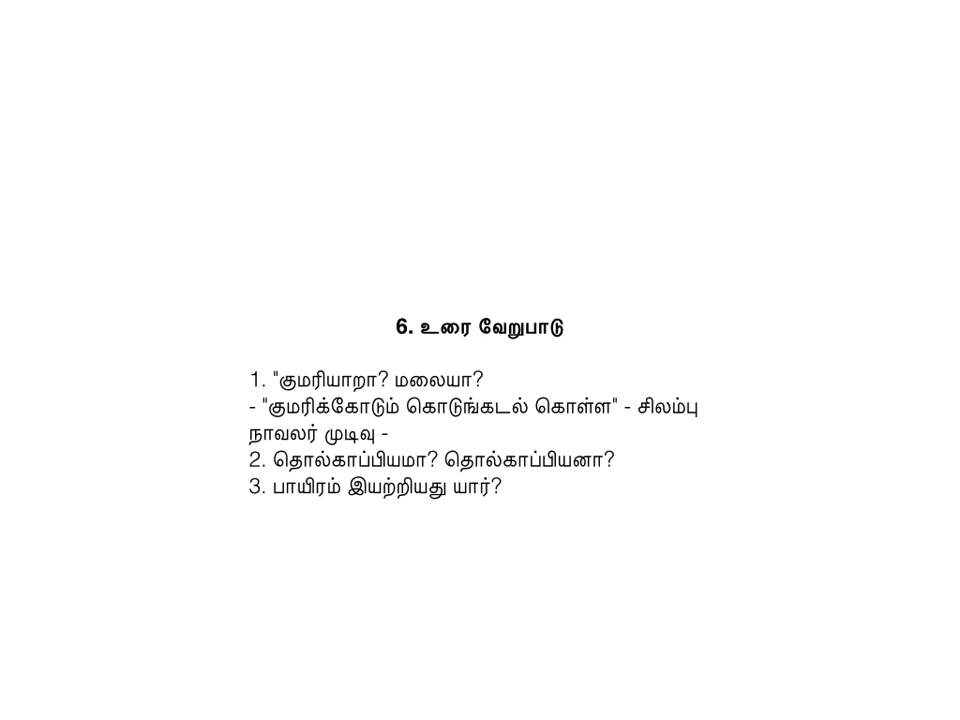 6. உரை வேறுபாடு
1. "குமரியாறா? மலையா?
- "குமரிக்கோடும் கொடுங்கடல் கொள்ள" - சிலம்பு
நாவலர் முடிவு -
2. தொல்காப்பியமா? தொல்காப்பியனா?
3. பாயிரம் இயற்றியது யார்?